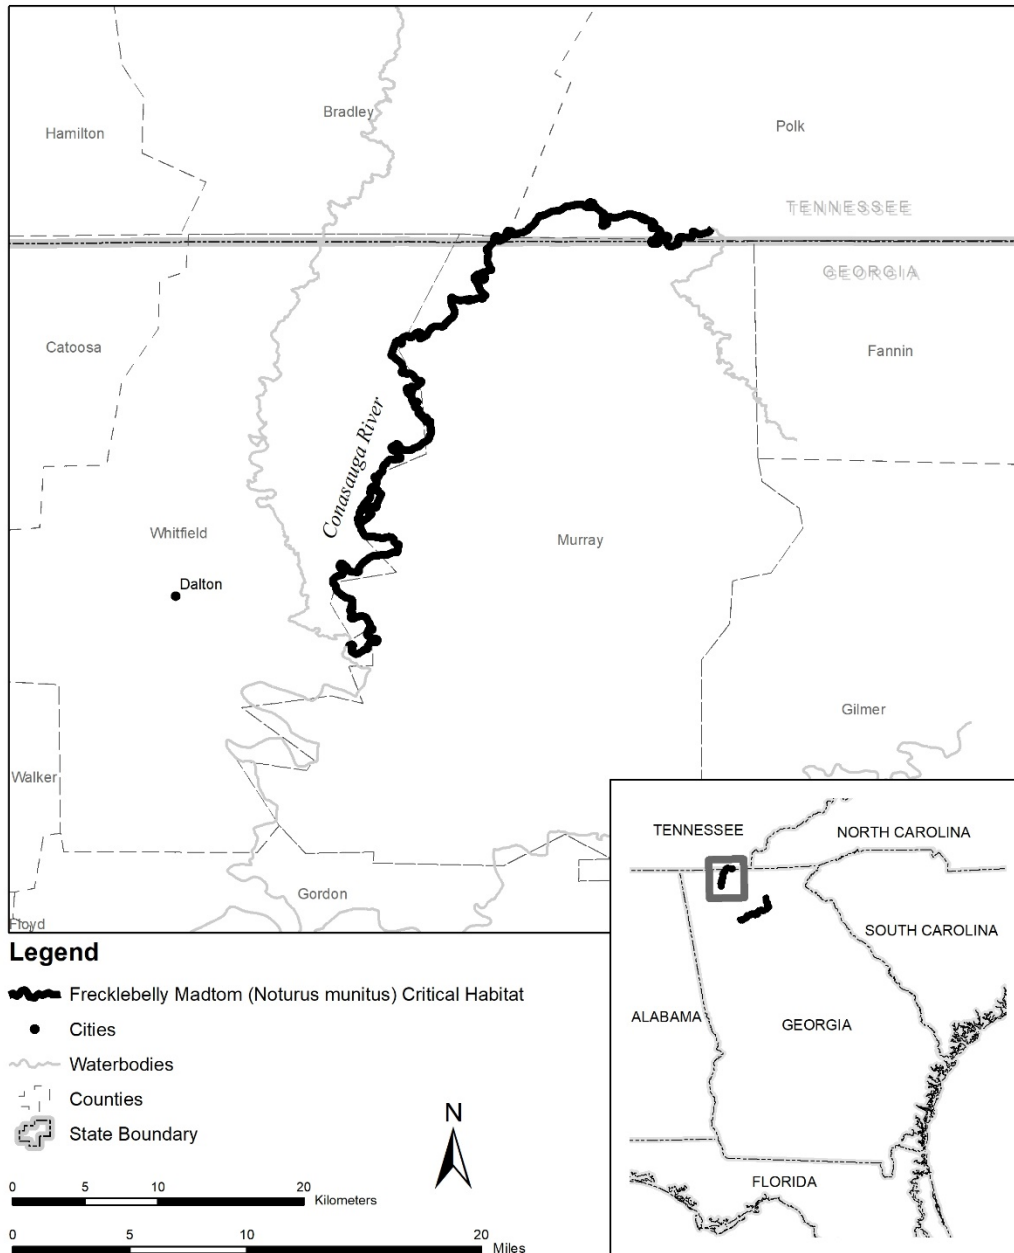 Bradley
Hamilton
Polk
TENNESSEE
GEORGIA
Catoosa
Fannin
Conasauga River
Whitfield
Murray
Dalton
Gilmer
Walker
Gordon
Floyd
TENNESSEE
NORTH CAROLINA
SOUTH CAROLINA
ALABAMA
GEORGIA
FLORIDA
Legend
Frecklebelly Madtom (Noturus munitus) Critical Habitat
Cities
Waterbodies
Counties
State Boundary
N
0 5 10 20 Kilometers
0 5 10 20 Miles